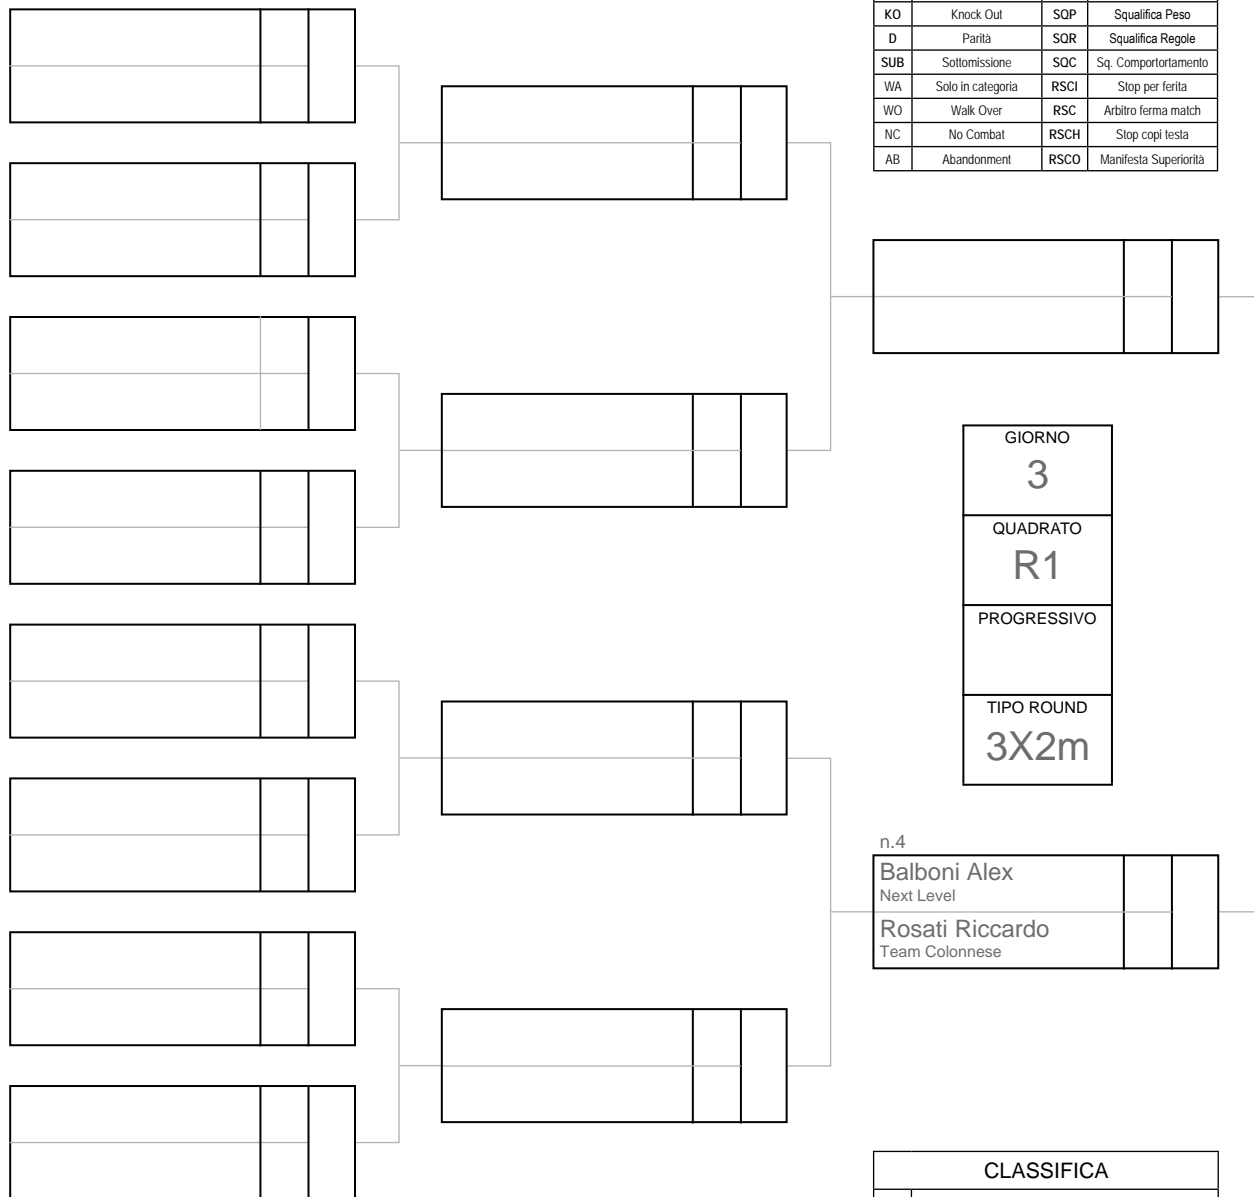 KO Knock Out SQP Squalifica Peso
D Parità SQR Squalifica Regole
SUB Sottomissione SQC Sq. Comportortamento
WA Solo in categoria RSCI Stop per ferita
WO Walk Over RSC Arbitro ferma match
NC No Combat RSCH Stop copi testa
AB Abandonment RSCO Manifesta Superiorità
GIORNO
3
QUADRATO
R1
PROGRESSIVO
TIPO ROUND
3X2m
n.4
Balboni Alex
Next Level
Rosati Riccardo
Team Colonnese
CLASSIFICA